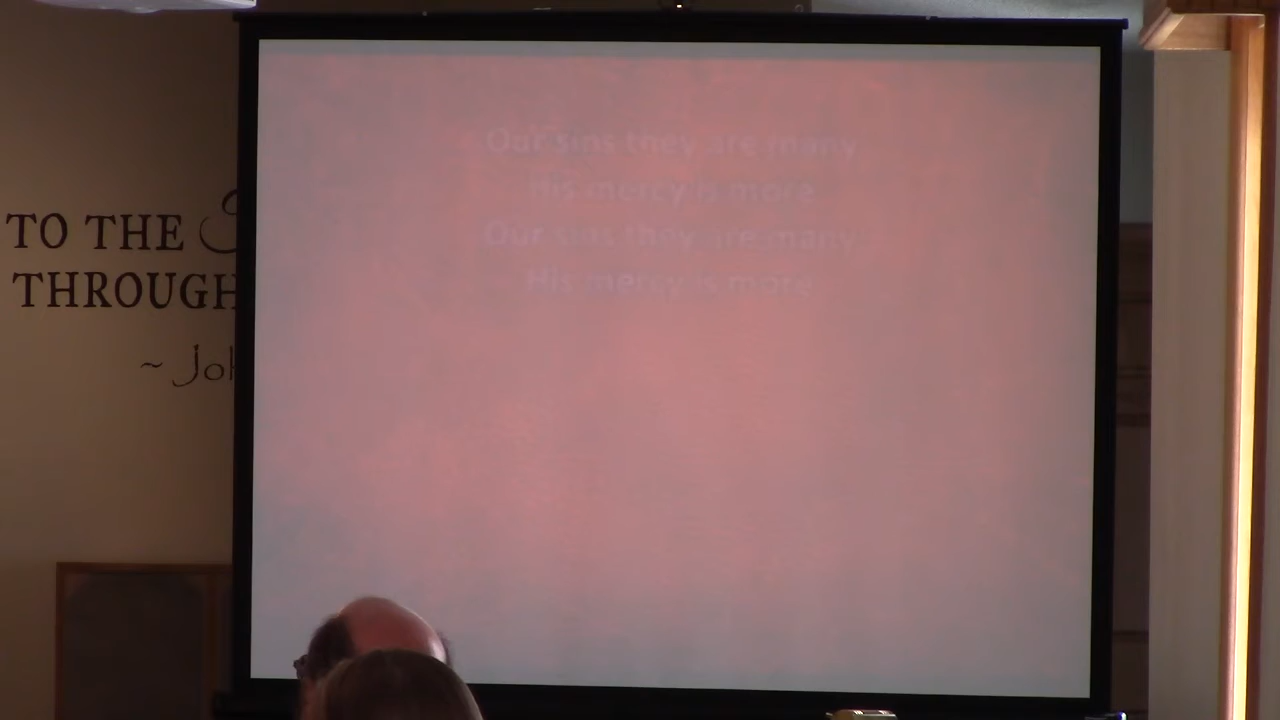 TO THE
THROUGH
~ Joh
Our sins they are many
His mercy is more
Our sins they are many
His mercy is more